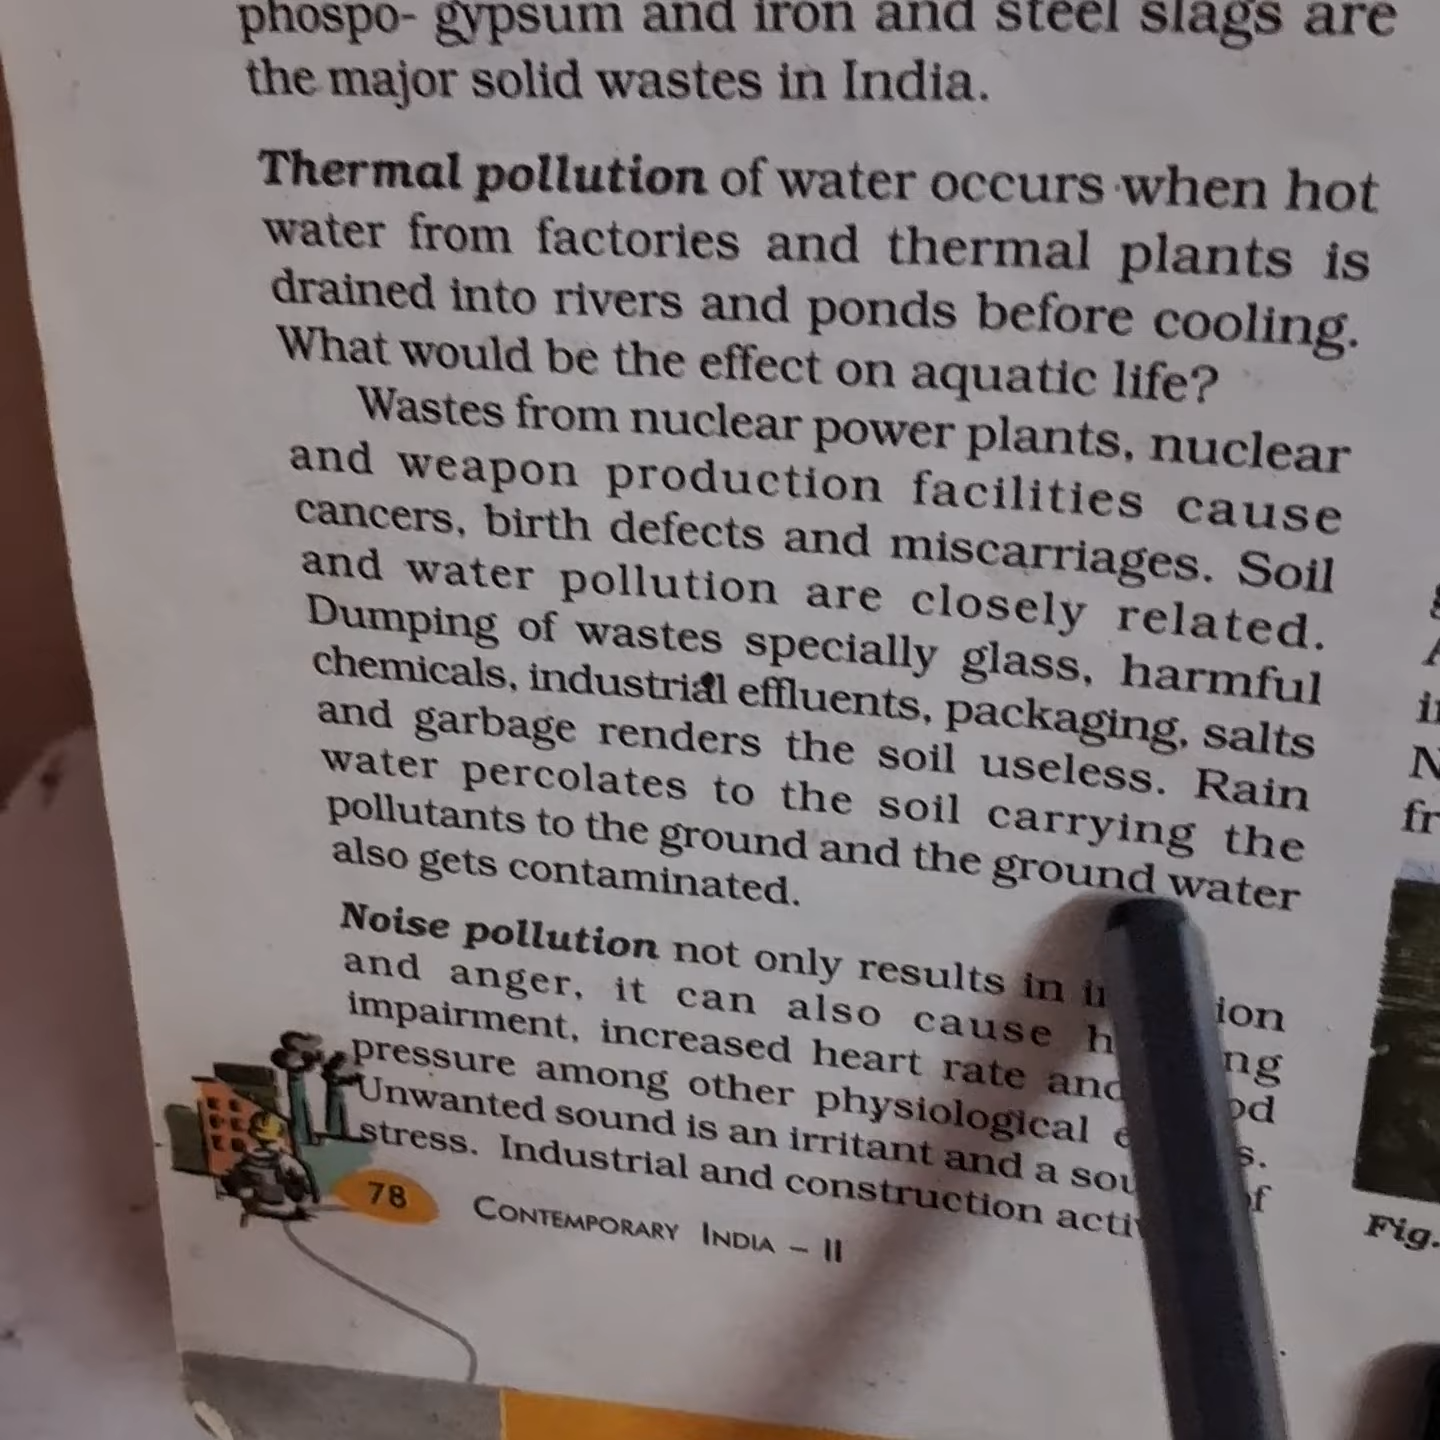 phospo- gypsum and iron and steel slags are
the major solid wastes in India.
Thermal pollution of water occurs when hot
water from factories and thermal plants is
drained into rivers and ponds before cooling.
What would be the effect on aquatic life?
Wastes from nuclear power plants, nuclear
and weapon production facilities cause
cancers, birth defects and miscarriages. Soil
and water pollution are closely related.
Dumping of wastes specially glass, harmful
chemicals, industrial effluents, packaging, salts
and garbage renders the soil useless. Rain
water percolates to the soil carrying the
pollutants to the ground and the ground water
also gets contaminated.
Noise pollution not only results in
and anger, it can also cause
impairment, increased heart rate and
pressure among other physiological
Unwanted sound is an irritant and a
stress. Industrial and construction
78 CONTEMPORARY INDIA – II
Fig.